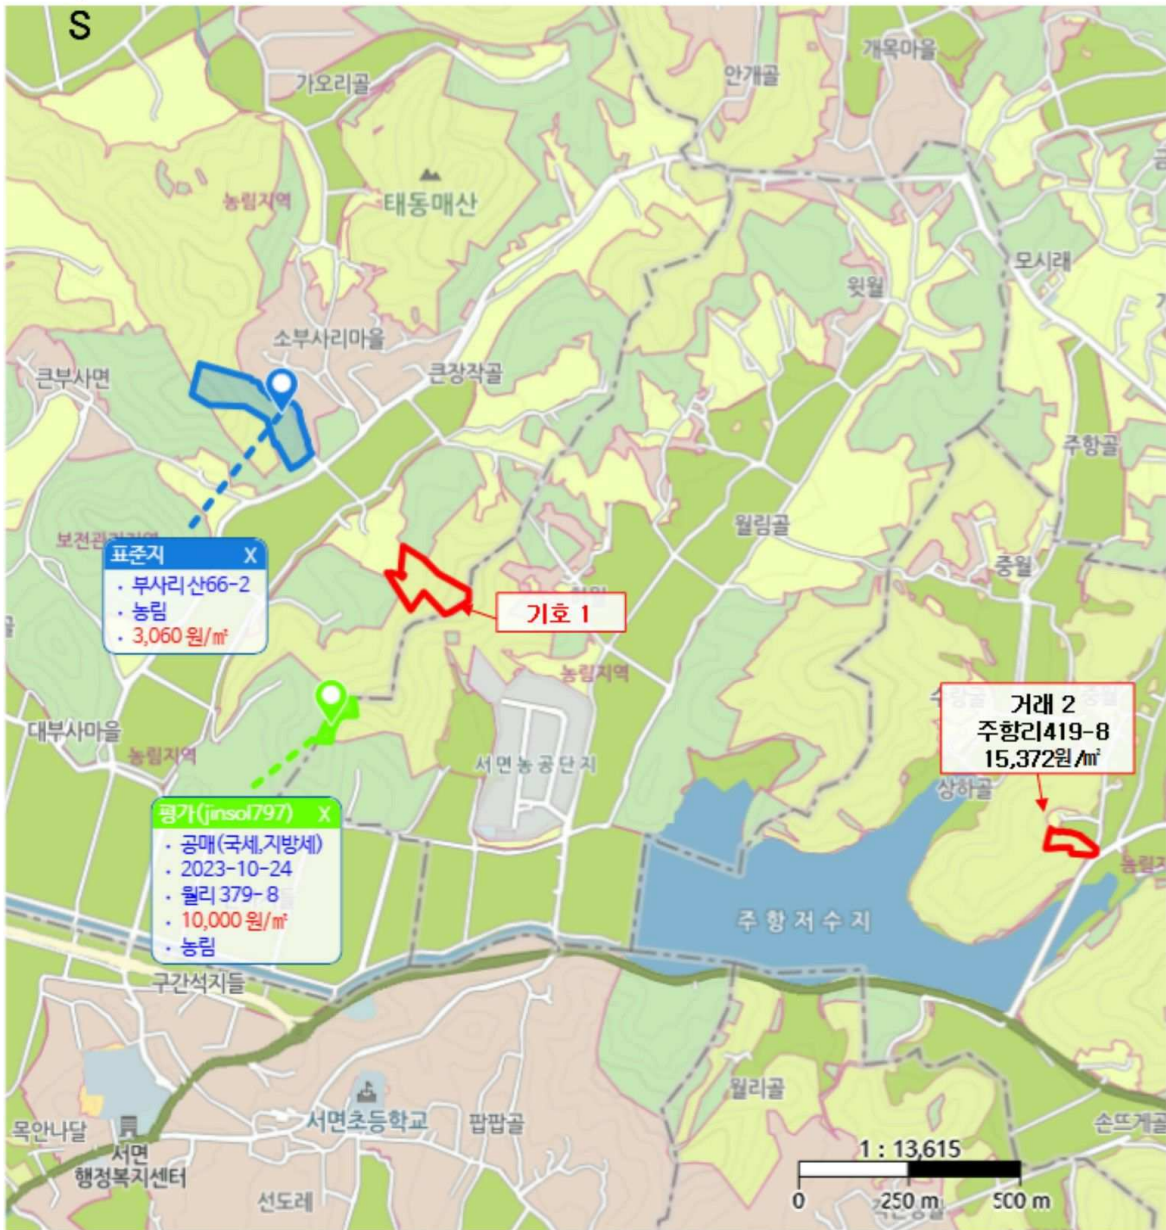 S
개목마을
안개골
가오리골
태동매산
농림지역
모시래
윗월
소부사리마을
큰부사면
큰장작골
주항골
월림골
중월
표준지 X
· 부사리 산66-2
· 농림
· 3,060 원/㎡
기호 1
농림지역
거래 2
주항리419-8
15,372원/㎡
대부사마을
농림지역
서면농공단지
상하골
평가(jinsol797) X
· 공매(국세,지방세)
· 2023-10-24
· 월리 379-8
· 10,000 원/㎡
· 농림
주항저수지
구간석지들
월리골
서면초등학교
팝팝골
목안나달
서면
행정복지센터
손뜨게골
선도레
1 : 13,615
0 250 m 500 m